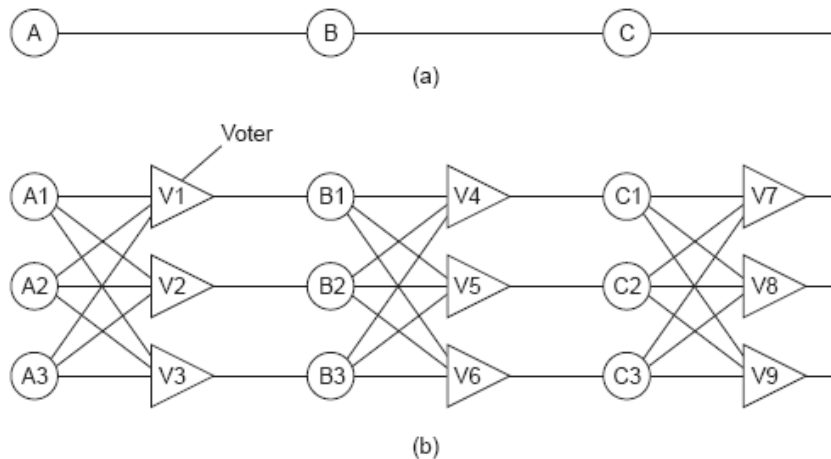 A B C
(a)
Voter
A1 V1 B1 V4 C1 V7
A2 V2 B2 V5 C2 V8
A3 V3 B3 V6 C3 V9
(b)